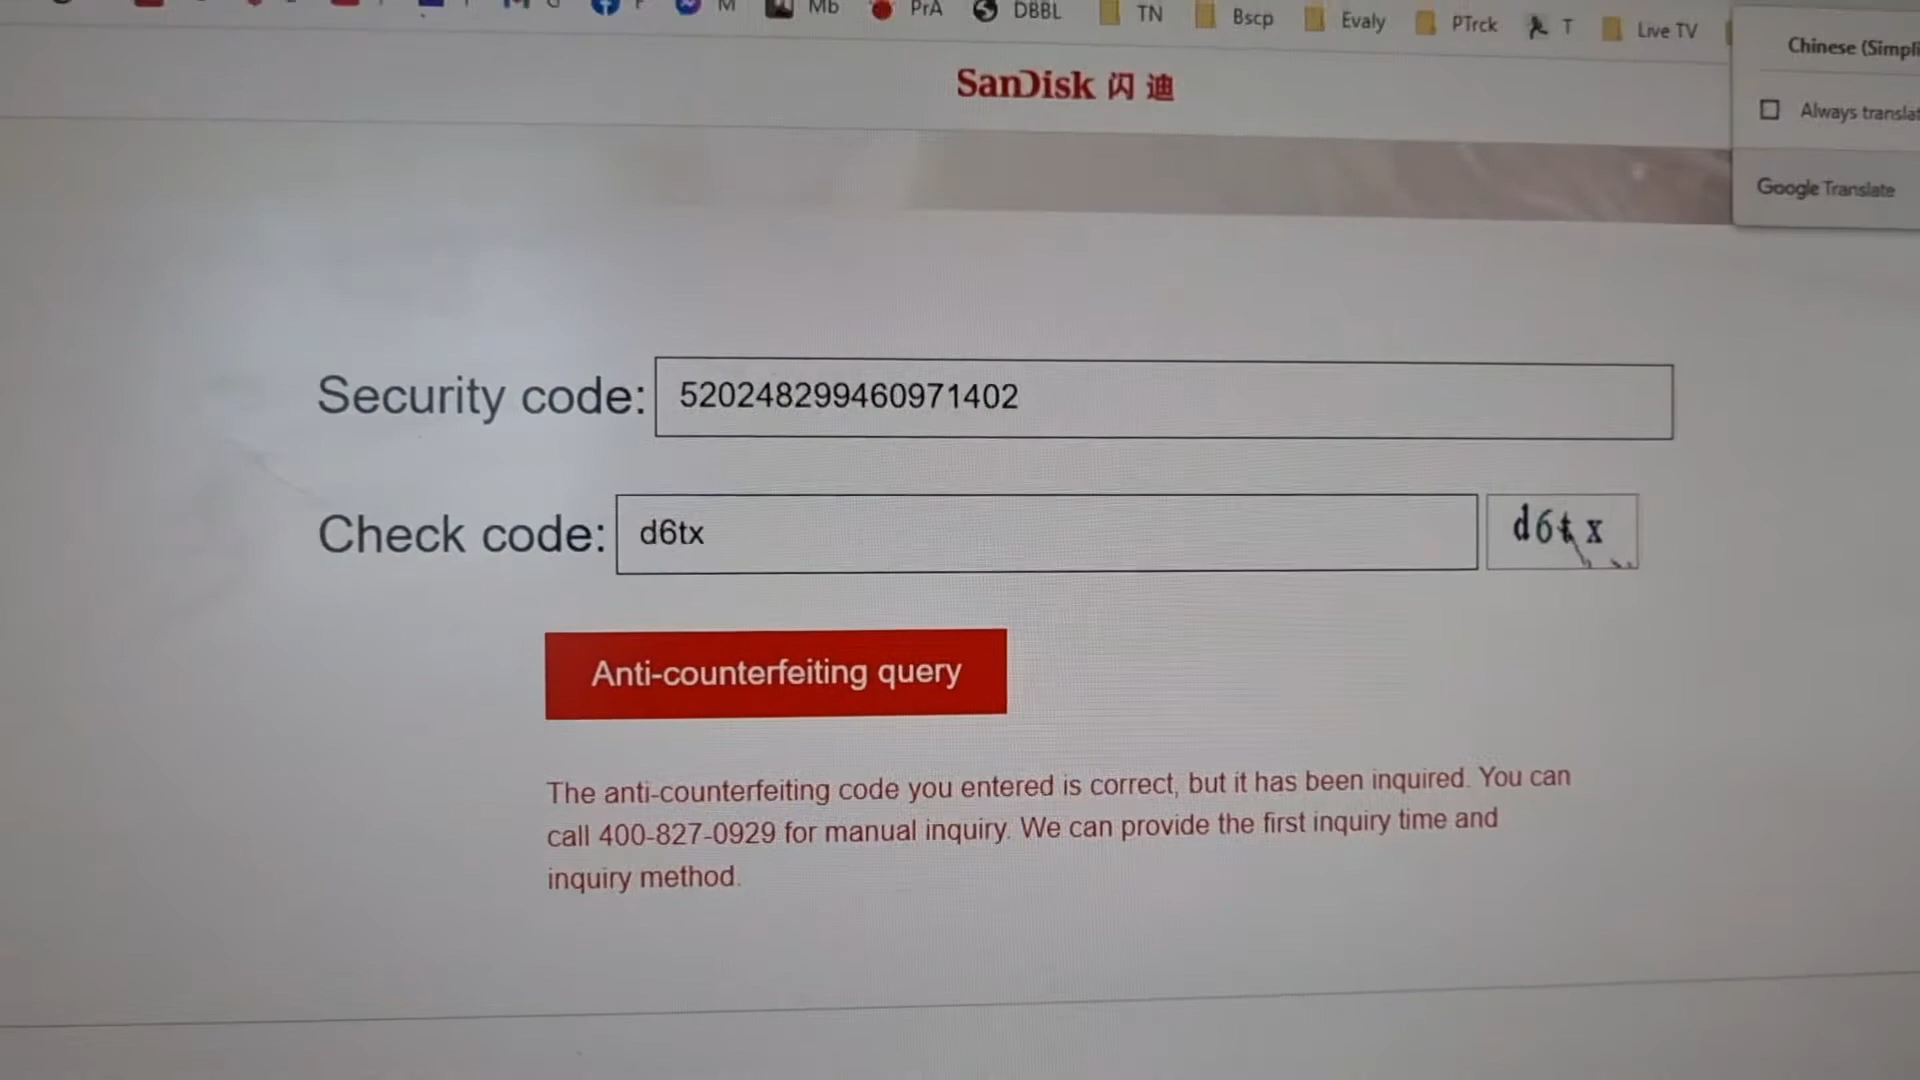 Mb PrA DBBL TN Bscp Evaly PTrck T Live TV
Chinese (Simpli
SanDisk 闪迪
Always translat
Google Translate
Security code: 520248299460971402
Check code: d6tx d6tx
Anti-counterfeiting query
The anti-counterfeiting code you entered is correct, but it has been inquired. You can
call 400-827-0929 for manual inquiry. We can provide the first inquiry time and
inquiry method.